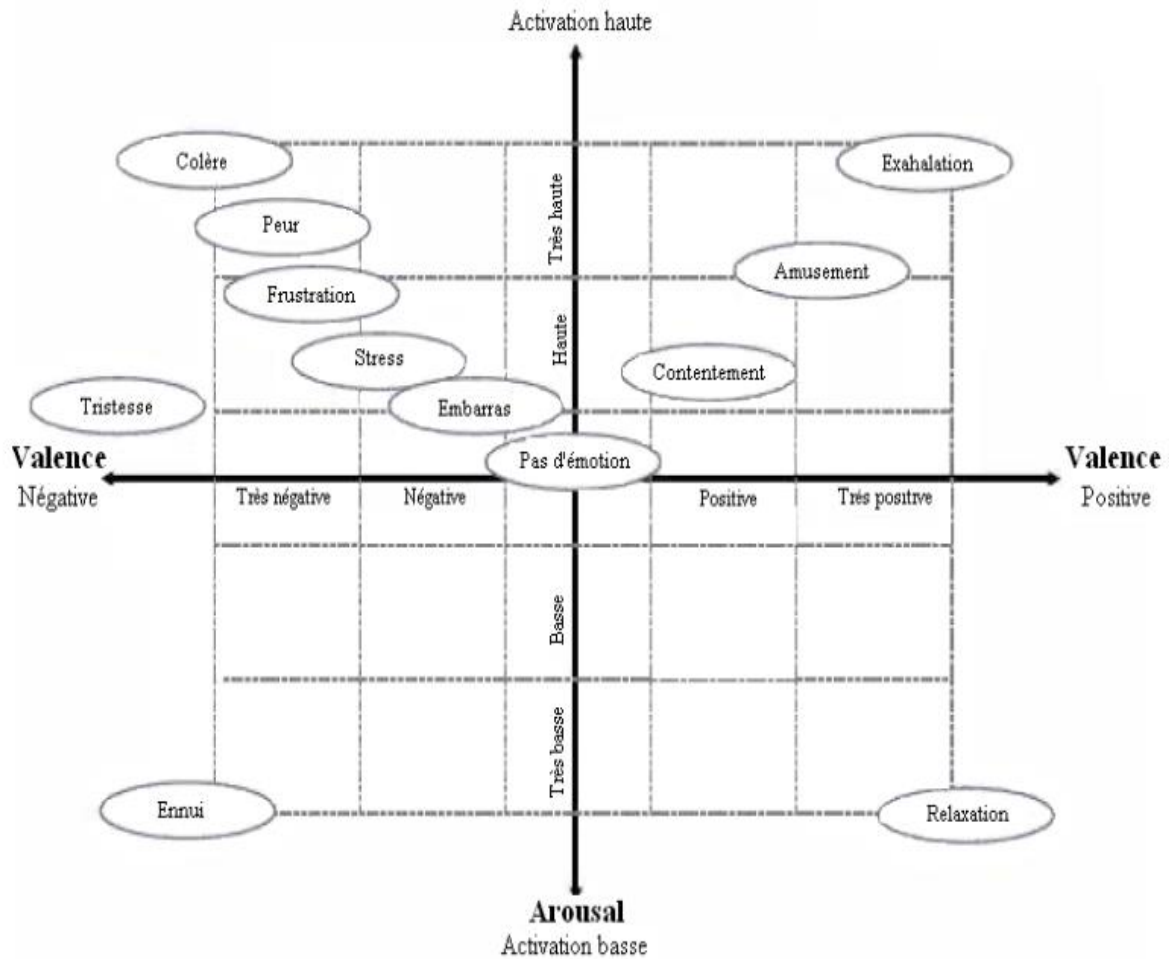 Activation haute
Colère
Exahalation
Très haute
Peur
Amusement
Frustration
Haute
Stress
Contentement
Tristesse
Embarras
Valence
Négative
Pas d'émotion
Valence
Positive
Très négative
Négative
Positive
Trés positive
Basse
Très basse
Ennui
Relaxation
Arousal
Activation basse